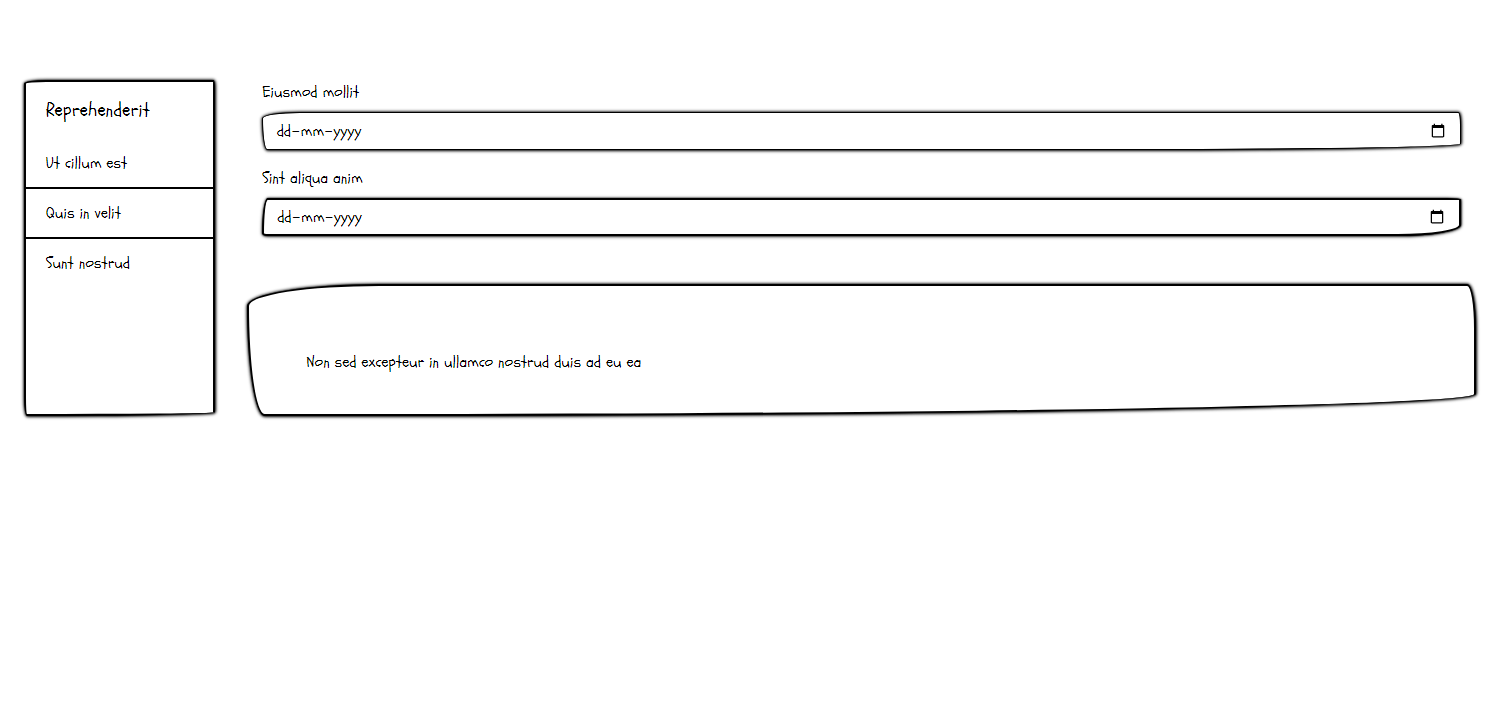 Reprehenderit
Ut cillum est
Quis in velit
Sunt nostrud
Eiusmod mollit
dd-mm-yyyy
Sint aliqua anim
dd-mm-yyyy
Non sed excepteur in ullamco nostrud duis ad eu ea